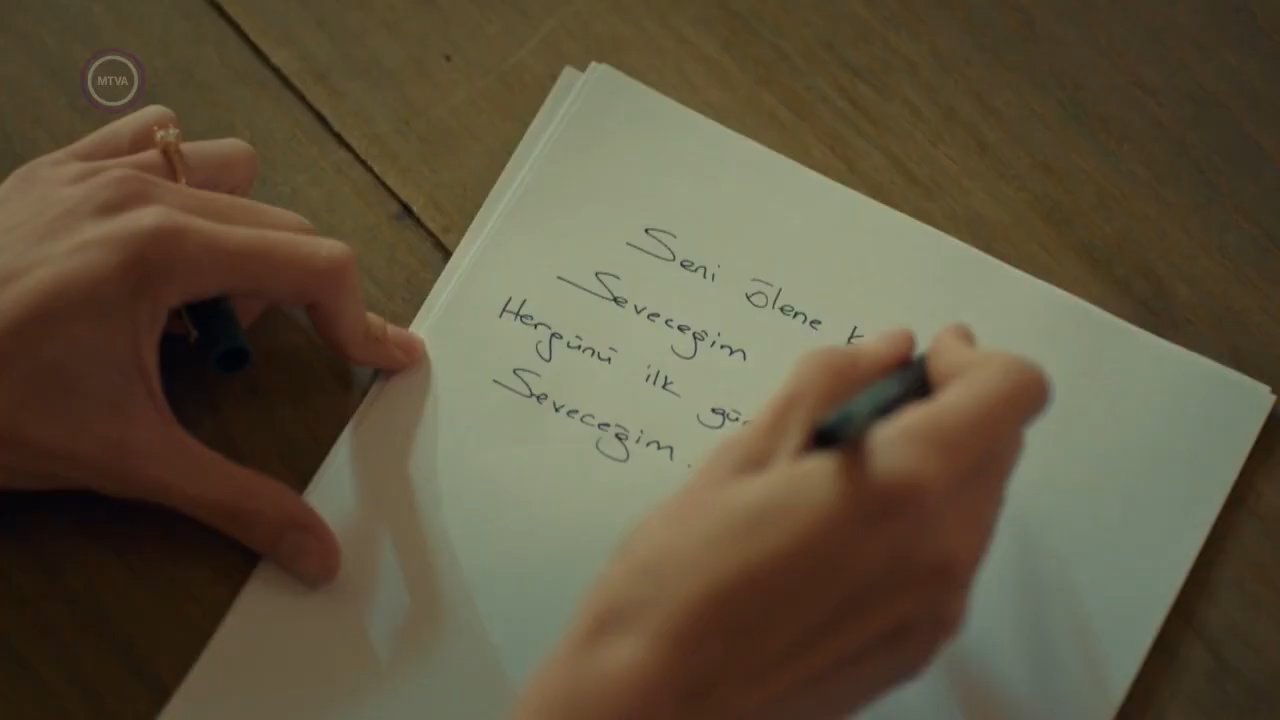 MTVA
Seni ölene
Seveceğim
Hergünü ilk
Seveceğim.